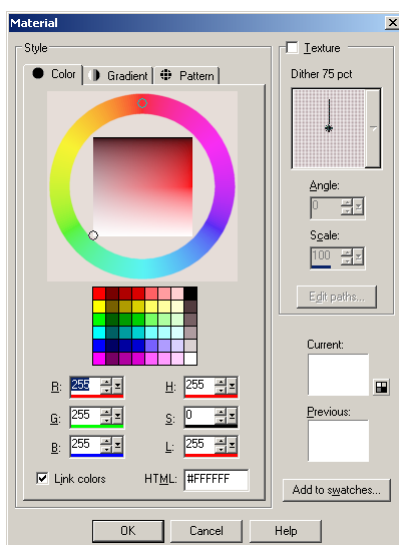 Material
Style
Color
Gradient
Pattern
Texture
Dither 75 pct
Angle:
0
Scale:
100
Edit paths...
Current:
Previous:
R: 255 H: 255
G: 255 S: 0
B: 255 L: 255
Link colors HTML: #FFFFFF
Add to swatches...
OK Cancel Help